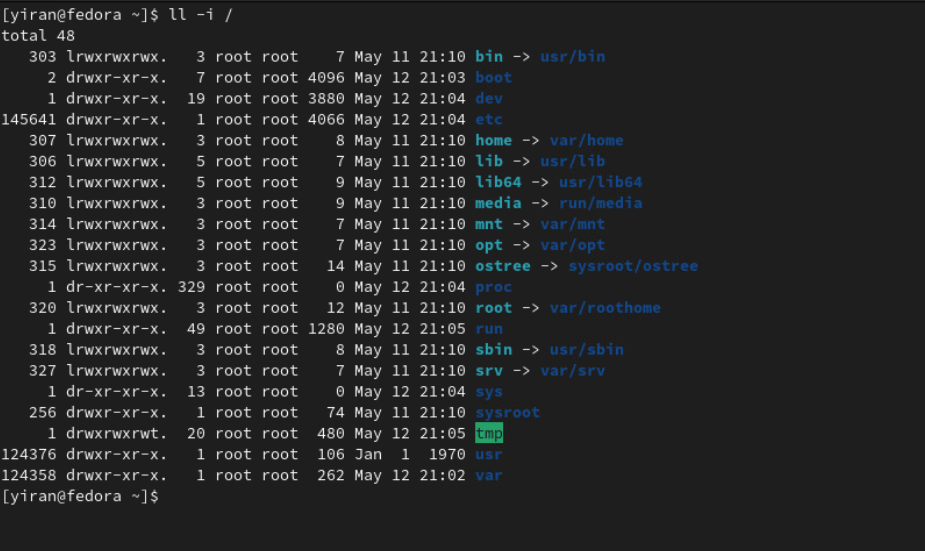 [yiran@fedora ~]$ ll -i /
total 48
   303 lrwxrwxrwx.   3 root root    7 May 11 21:10 bin -> usr/bin
     2 drwxr-xr-x.   7 root root 4096 May 12 21:03 boot
     1 drwxr-xr-x.  19 root root 3880 May 12 21:04 dev
145641 drwxr-xr-x.   1 root root 4066 May 12 21:04 etc
   307 lrwxrwxrwx.   3 root root    8 May 11 21:10 home -> var/home
   306 lrwxrwxrwx.   5 root root    7 May 11 21:10 lib -> usr/lib
   312 lrwxrwxrwx.   5 root root    9 May 11 21:10 lib64 -> usr/lib64
   310 lrwxrwxrwx.   3 root root    9 May 11 21:10 media -> run/media
   314 lrwxrwxrwx.   3 root root    7 May 11 21:10 mnt -> var/mnt
   323 lrwxrwxrwx.   3 root root    7 May 11 21:10 opt -> var/opt
   315 lrwxrwxrwx.   3 root root   14 May 11 21:10 ostree -> sysroot/ostree
     1 dr-xr-xr-x. 329 root root    0 May 12 21:04 proc
   320 lrwxrwxrwx.   3 root root   12 May 11 21:10 root -> var/roothome
     1 drwxr-xr-x.  49 root root 1280 May 12 21:05 run
   318 lrwxrwxrwx.   3 root root    8 May 11 21:10 sbin -> usr/sbin
   327 lrwxrwxrwx.   3 root root    7 May 11 21:10 srv -> var/srv
     1 dr-xr-xr-x.  13 root root    0 May 12 21:04 sys
   256 drwxr-xr-x.   1 root root   74 May 11 21:10 sysroot
     1 drwxrwxrwt.  20 root root  480 May 12 21:05 tmp
124376 drwxr-xr-x.   1 root root  106 Jan  1  1970 usr
124358 drwxr-xr-x.   1 root root  262 May 12 21:02 var
[yiran@fedora ~]$